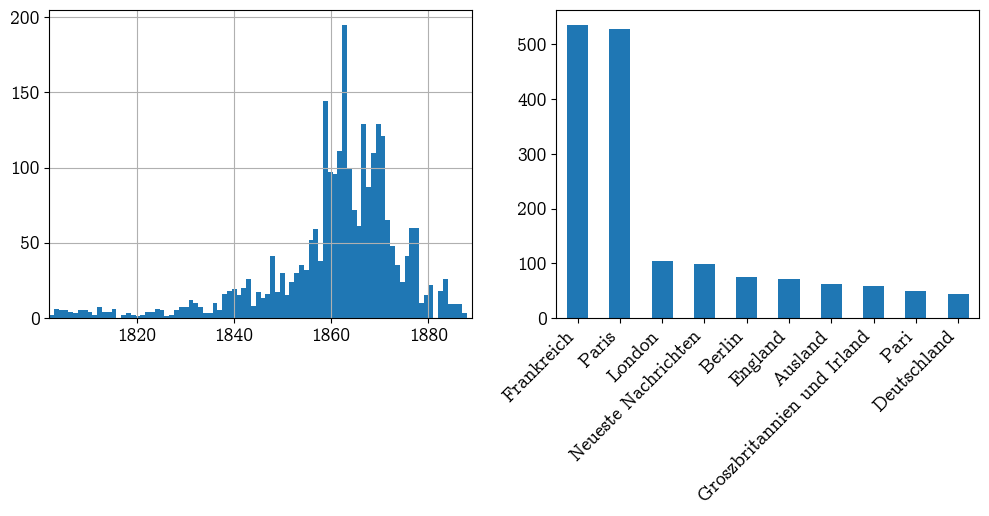 200
150
100
50
0
1820 1840 1860 1880
500
400
300
200
100
0
Frankreich
Paris
London
Neueste Nachrichten
Berlin
England
Ausland
Groszbritannien und Irland
Pari
Deutschland